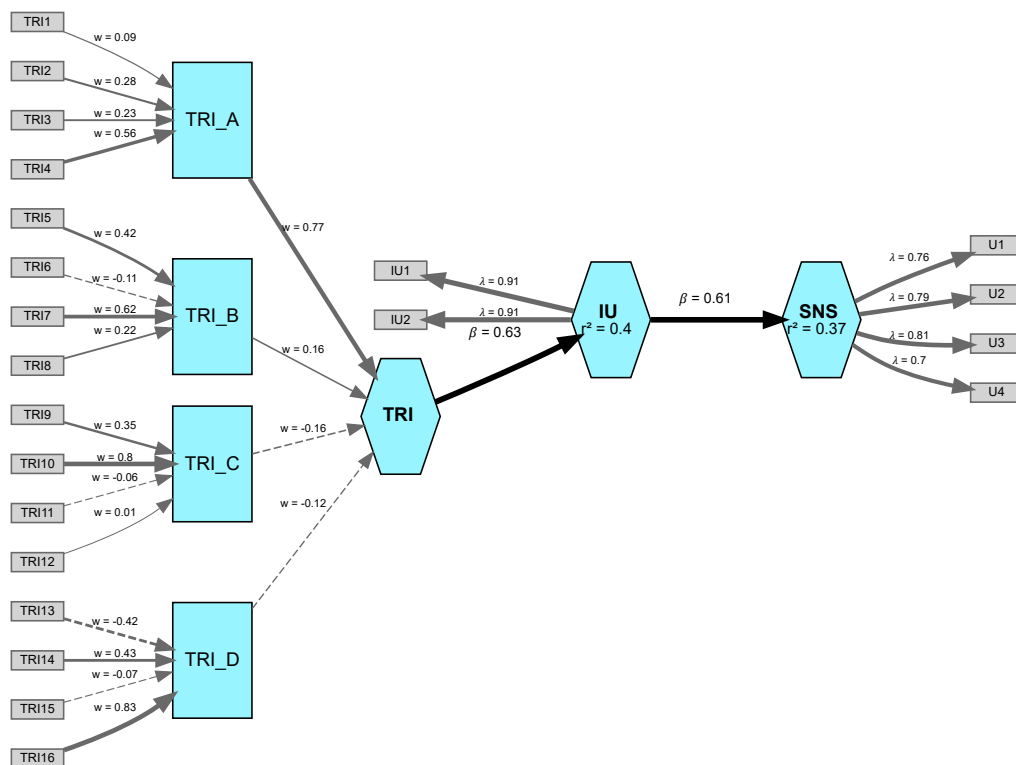 TRI1
w = 0.09
TRI2
w = 0.28
TRI3
w = 0.23
TRI4
w = 0.56
TRI_A
TRI5
w = 0.42
TRI6
w = -0.11
TRI7
w = 0.62
TRI8
w = 0.22
TRI_B
TRI9
w = 0.35
TRI10
w = 0.8
TRI11
w = -0.06
TRI12
w = 0.01
TRI_C
TRI13
w = -0.42
TRI14
w = 0.43
TRI15
w = -0.07
TRI16
w = 0.83
TRI_D
w = 0.77
w = 0.16
w = -0.16
w = -0.12
TRI
β = 0.63
IU1
λ = 0.91
IU2
λ = 0.91
IU
r² = 0.4
β = 0.61
SNS
r² = 0.37
λ = 0.76
U1
λ = 0.79
U2
λ = 0.81
U3
λ = 0.7
U4